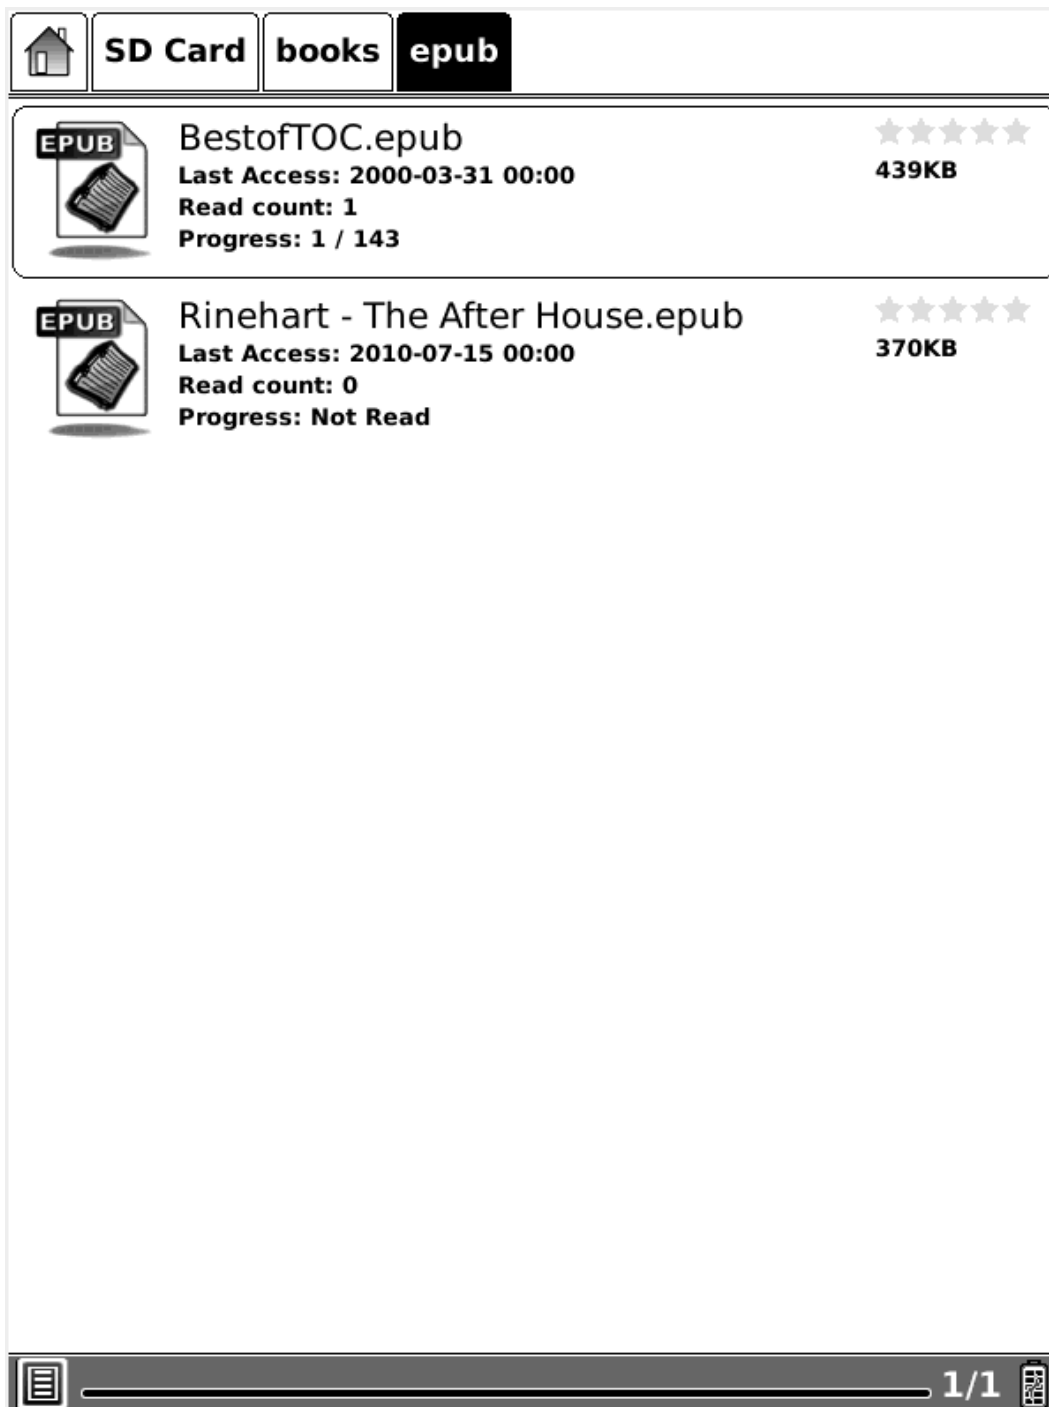 SD Card books epub
EPUB
BestofTOC.epub
Last Access: 2000-03-31 00:00
Read count: 1
Progress: 1 / 143
439KB
EPUB
Rinehart - The After House.epub
Last Access: 2010-07-15 00:00
Read count: 0
Progress: Not Read
370KB
1/1